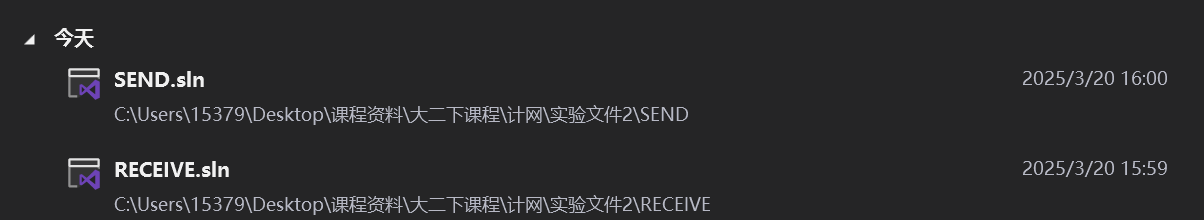 今天
SEND.sln 2025/3/20 16:00
C:\Users\15379\Desktop\课程资料\大二下课程\计网\实验文件2\SEND
RECEIVE.sln 2025/3/20 15:59
C:\Users\15379\Desktop\课程资料\大二下课程\计网\实验文件2\RECEIVE